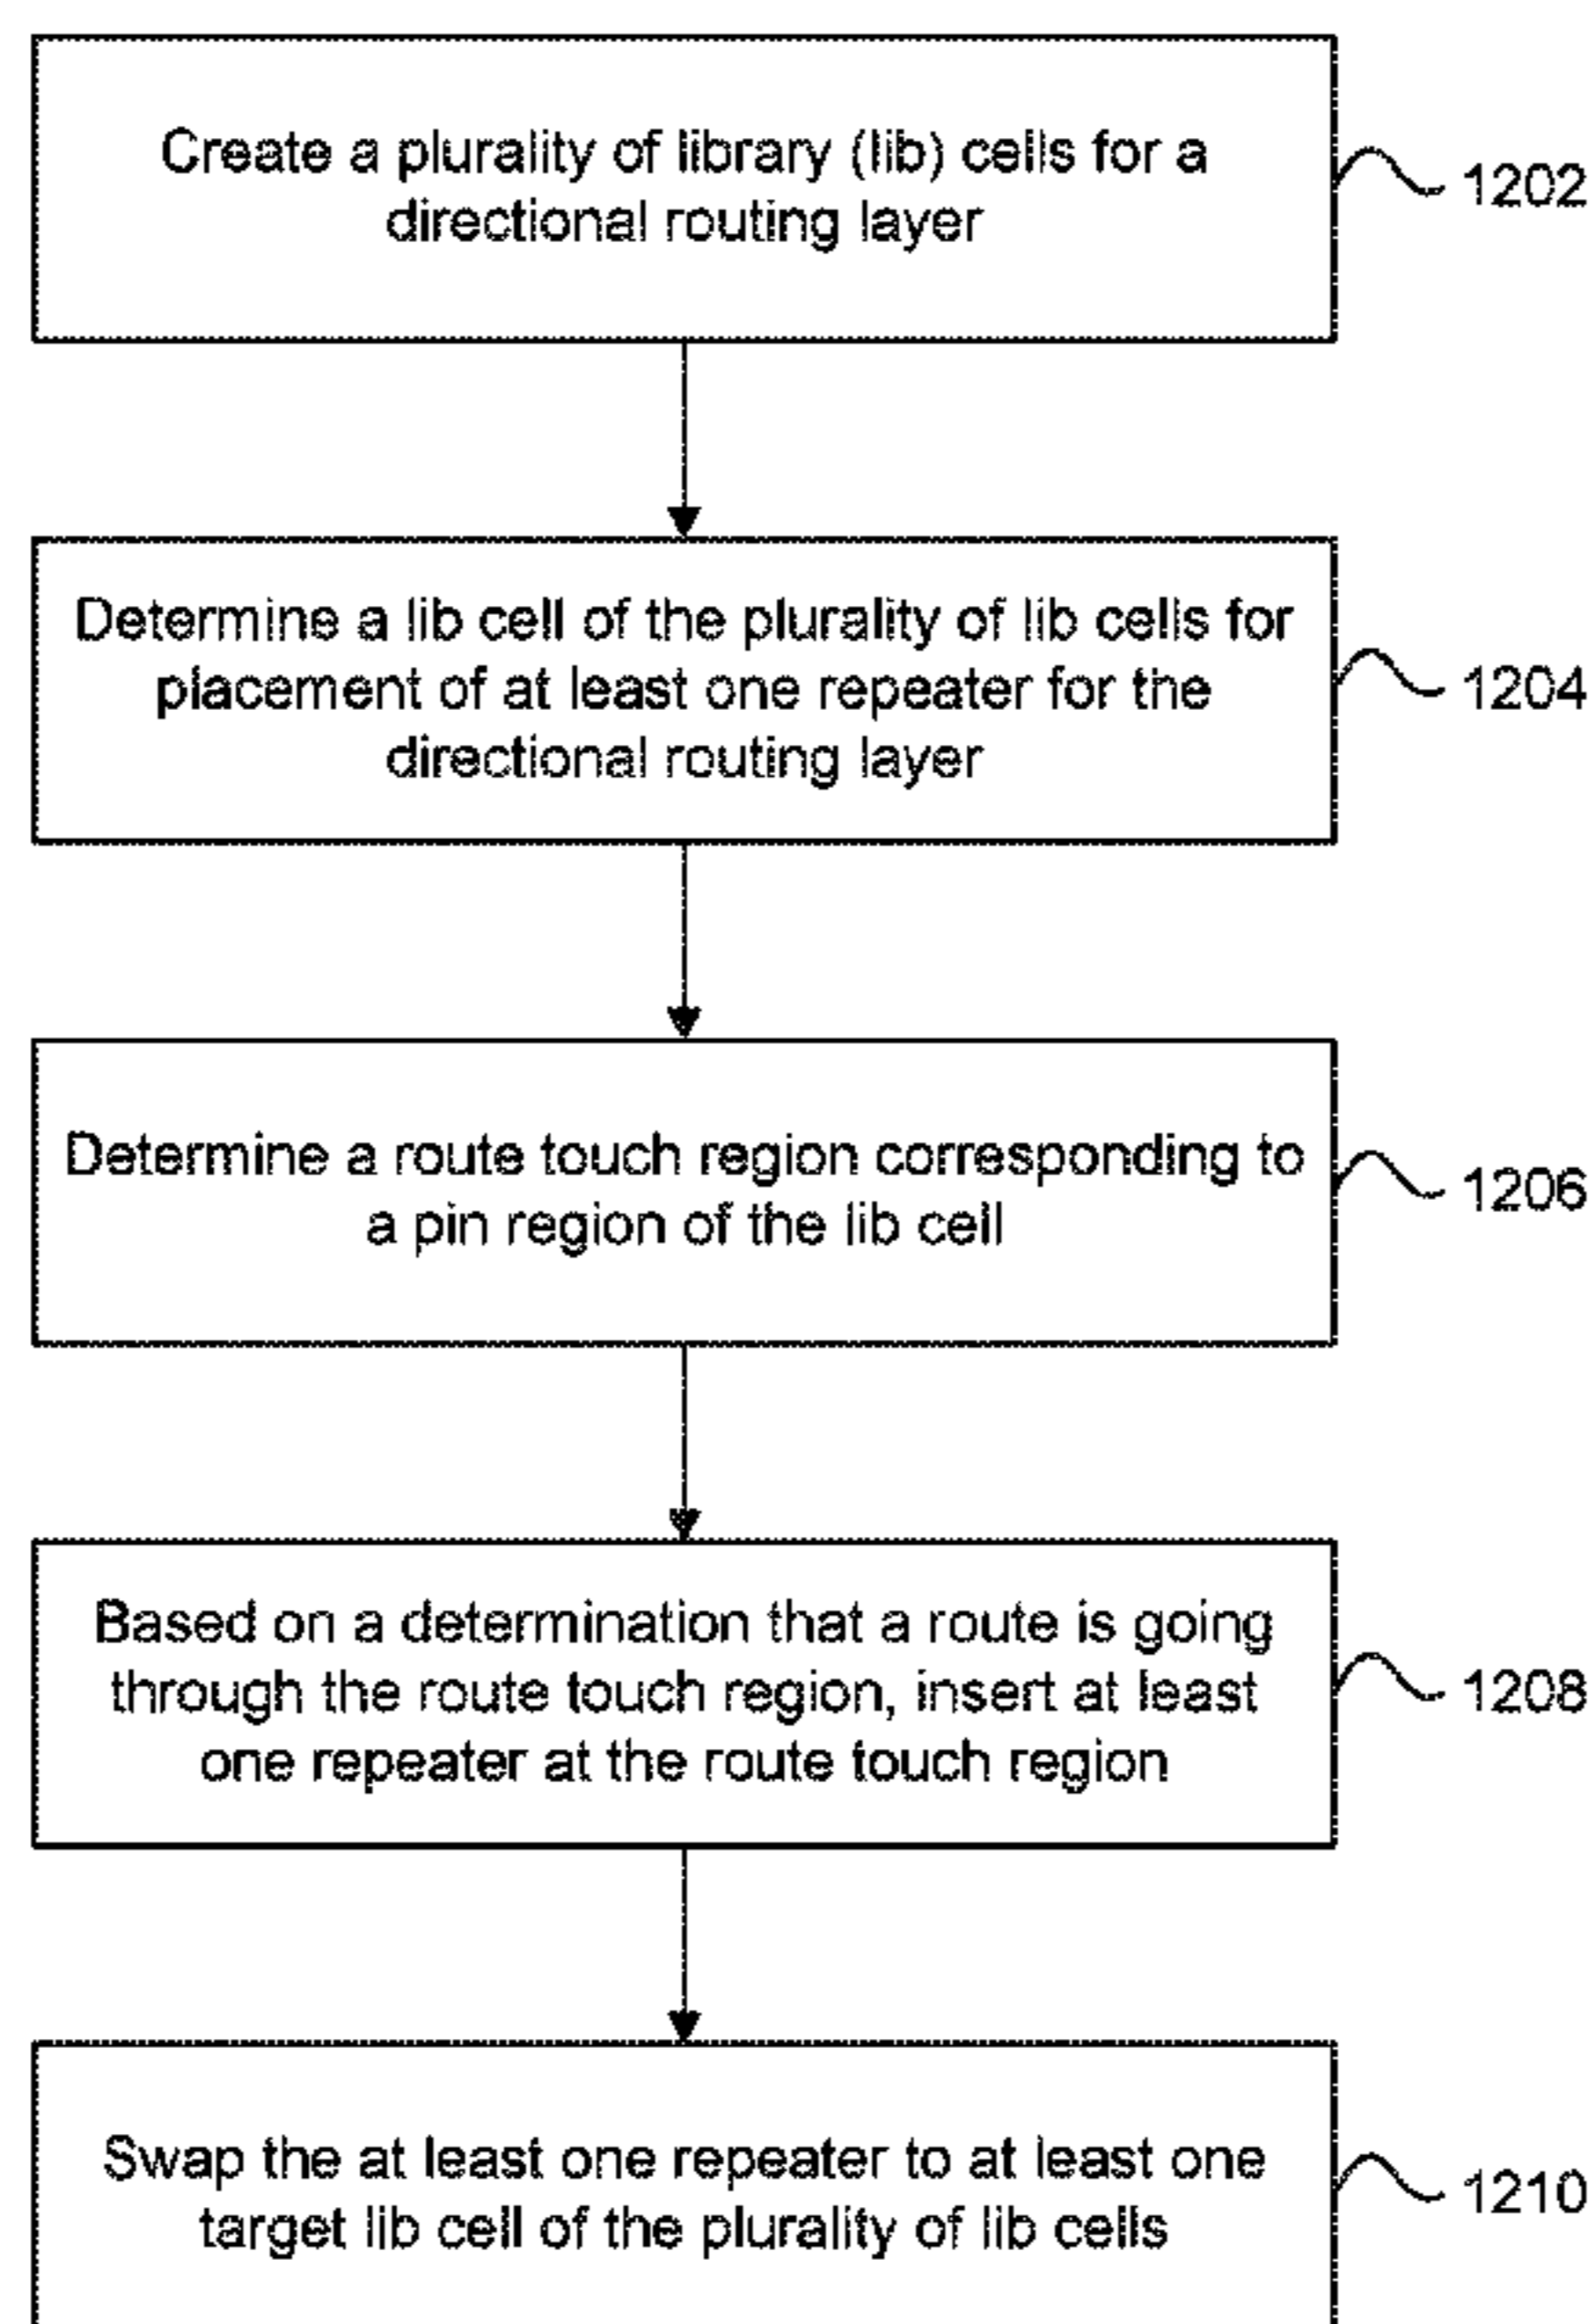 Create a plurality of library (lib) cells for a
directional routing layer
1202
Determine a lib cell of the plurality of lib cells for
placement of at least one repeater for the
directional routing layer
1204
Determine a route touch region corresponding to
a pin region of the lib cell
1206
Based on a determination that a route is going
through the route touch region, insert at least
one repeater at the route touch region
1208
Swap the at least one repeater to at least one
target lib cell of the plurality of lib cells
1210